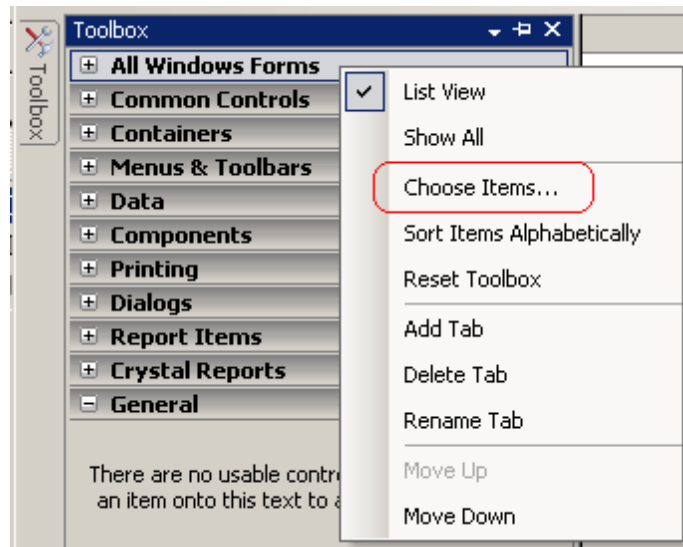 Toolbox
Toolbox
All Windows Forms
Common Controls
Containers
Menus & Toolbars
Data
Components
Printing
Dialogs
Report Items
Crystal Reports
General
There are no usable
an item onto this text to
List View
Show All
Choose Items...
Sort Items Alphabetically
Reset Toolbox
Add Tab
Delete Tab
Rename Tab
Move Up
Move Down